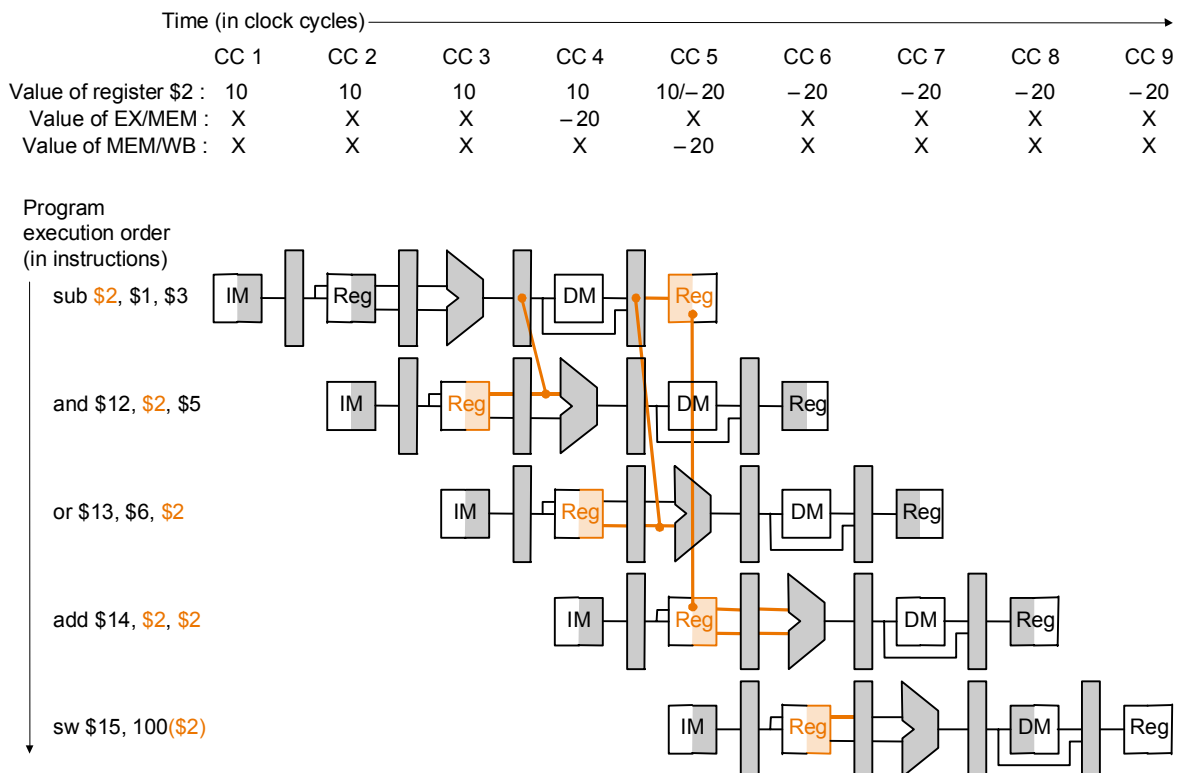 Time (in clock cycles)
CC 1 CC 2 CC 3 CC 4 CC 5 CC 6 CC 7 CC 8 CC 9
Value of register $2 : 10 10 10 10 10/– 20 – 20 – 20 – 20 – 20
Value of EX/MEM : X X X – 20 X X X X X
Value of MEM/WB : X X X X – 20 X X X X
Program
execution order
(in instructions)
sub $2, $1, $3 IM Reg DM Reg
and $12, $2, $5 IM Reg DM Reg
or $13, $6, $2 IM Reg DM Reg
add $14, $2, $2 IM Reg DM Reg
sw $15, 100($2) IM Reg DM Reg